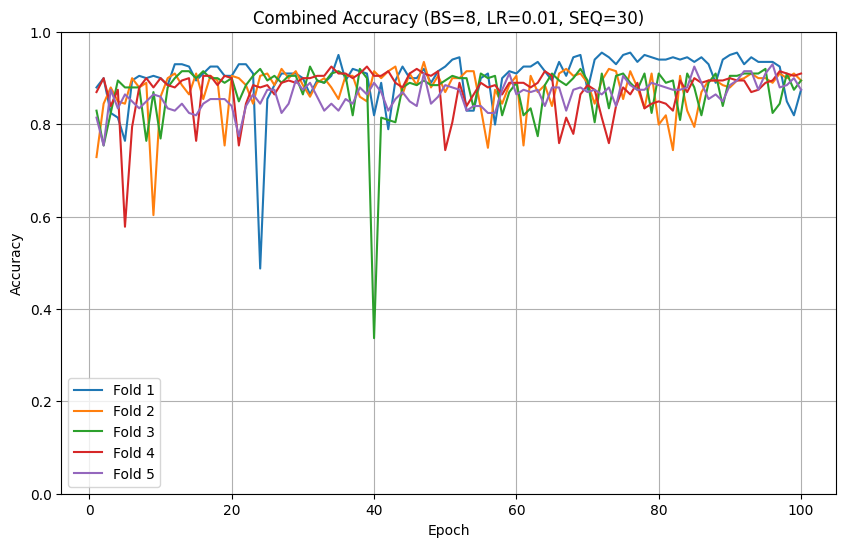 Combined Accuracy (BS=8, LR=0.01, SEQ=30)
Accuracy
1.0
0.8
0.6
0.4
0.2
0.0
Fold 1
Fold 2
Fold 3
Fold 4
Fold 5
0 20 40 60 80 100
Epoch